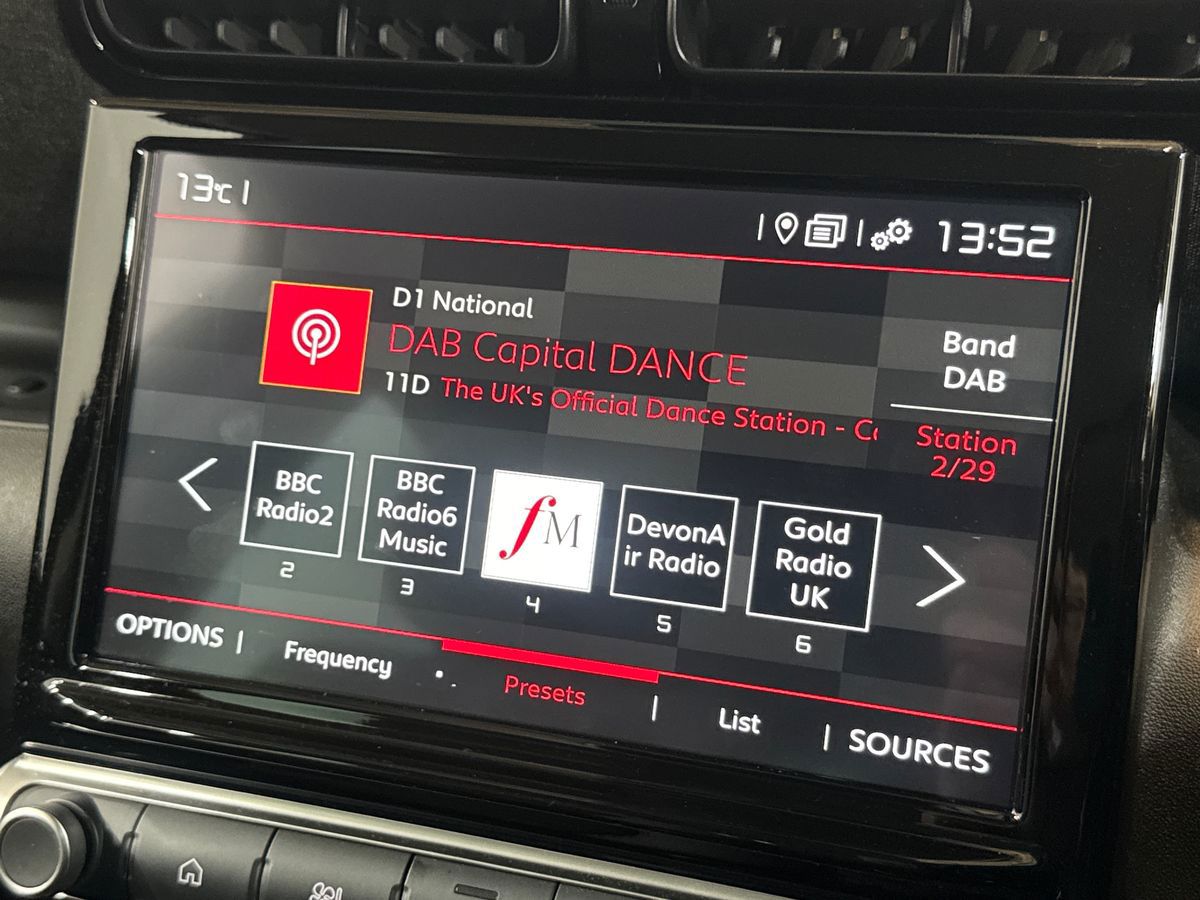 13°C
13:52
D1 National
DAB Capital DANCE
11D The UK's Official Dance Station - C
Band
DAB
Station
2/29
BBC
Radio2
2
BBC
Radio6
Music
3
fM
4
DevonA
ir Radio
5
Gold
Radio
UK
6
OPTIONS
Frequency
Presets
List
SOURCES